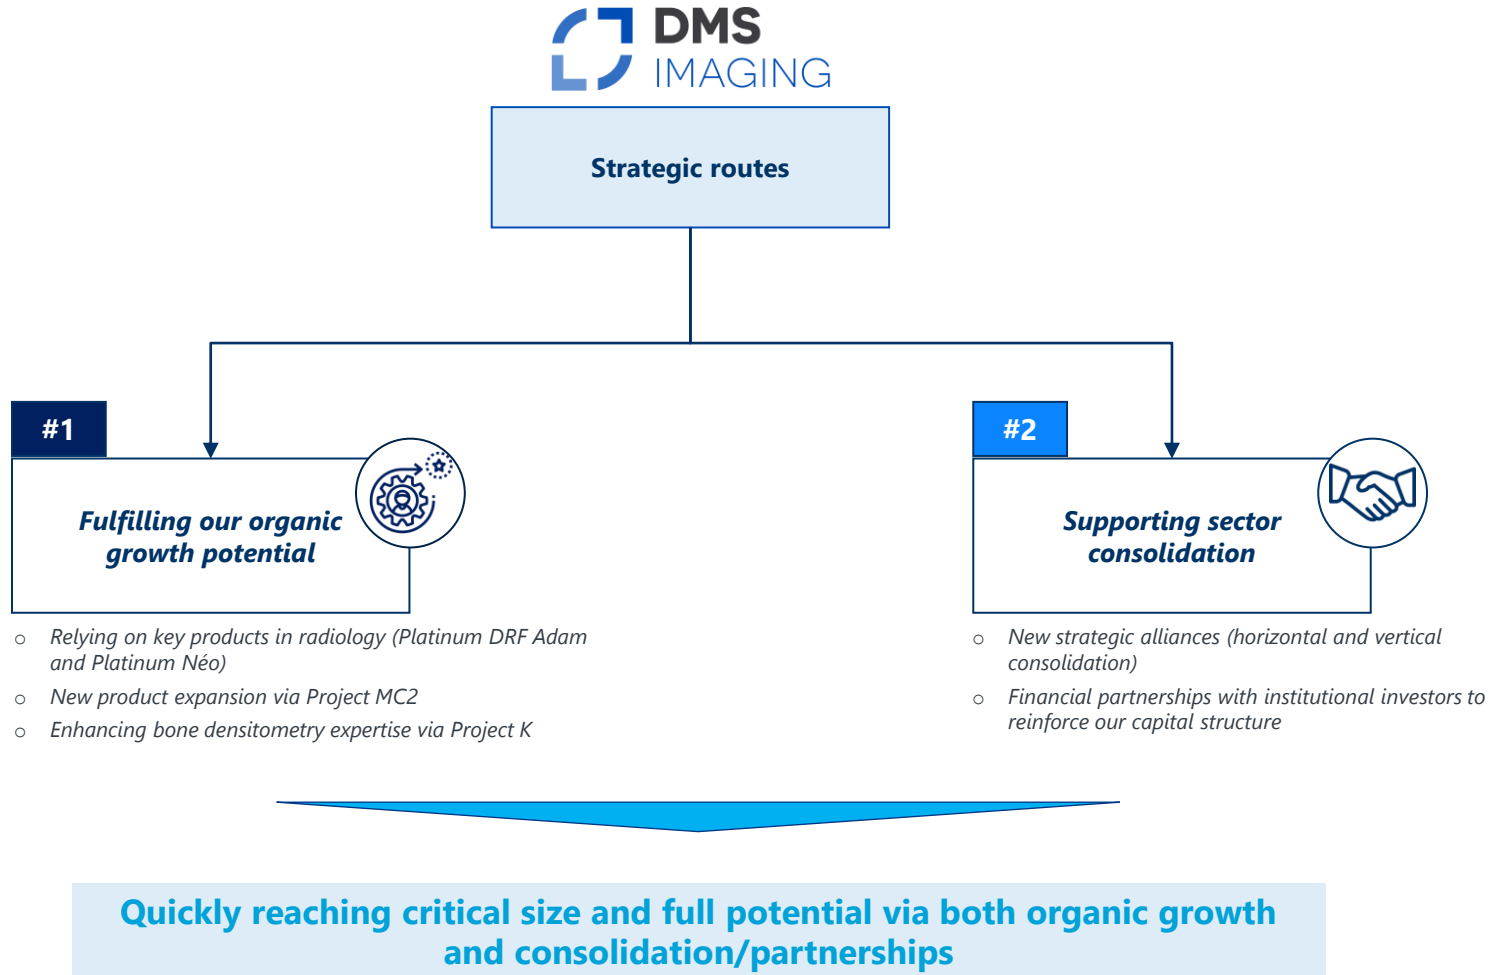 DMS
IMAGING
Strategic routes
#1
Fulfilling our organic
growth potential
o Relying on key products in radiology (Platinum DRF Adam
and Platinum Néo)
o New product expansion via Project MC2
o Enhancing bone densitometry expertise via Project K
#2
Supporting sector
consolidation
o New strategic alliances (horizontal and vertical
consolidation)
o Financial partnerships with institutional investors to
reinforce our capital structure
Quickly reaching critical size and full potential via both organic growth
and consolidation/partnerships